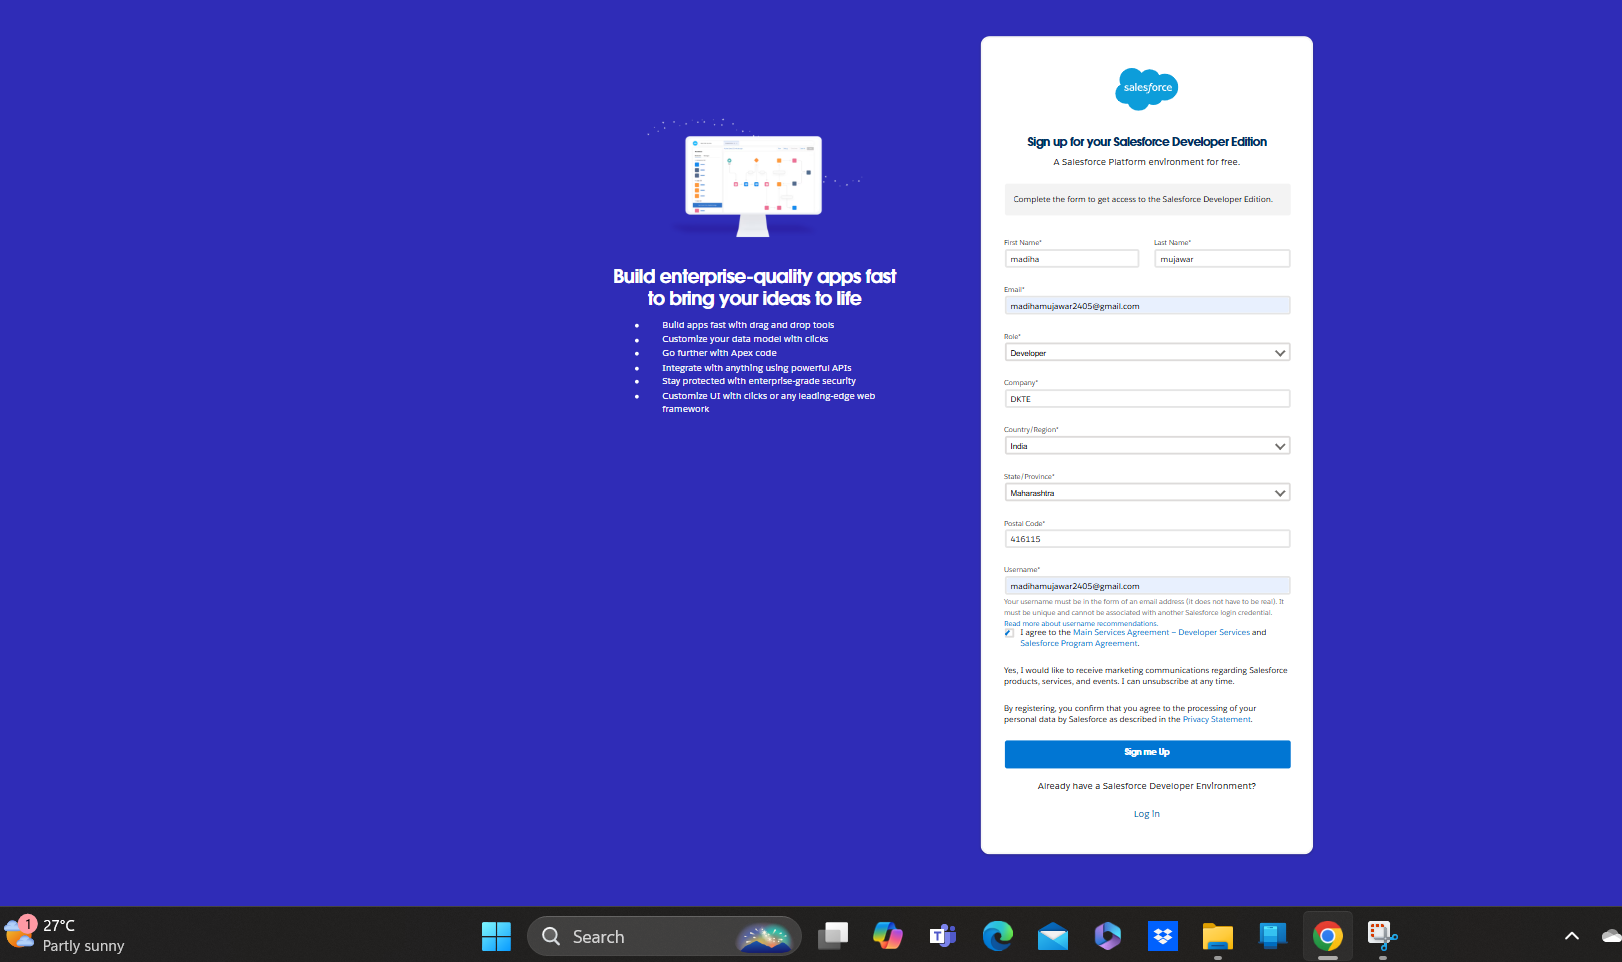 salesforce
Sign up for your Salesforce Developer Edition
A Salesforce Platform environment for free.
Complete the form to get access to the Salesforce Developer Edition.
First Name*
Last Name*
madiha
mujawar
Email*
madihamujawar2405@gmail.com
Role*
Developer
Company*
DKTE
Country/Region*
India
State/Province*
Maharashtra
Postal Code*
416115
Username*
madihamujawar2405@gmail.com
Your username must be in the form of an email address (it does not have to be real). It
must be unique and cannot be associated with another Salesforce login credential.
Read more about username recommendations.
I agree to the Main Services Agreement – Developer Services and
Salesforce Program Agreement.
Yes, I would like to receive marketing communications regarding Salesforce
products, services, and events. I can unsubscribe at any time.
By registering, you confirm that you agree to the processing of your
personal data by Salesforce as described in the Privacy Statement.
Sign me Up
Already have a Salesforce Developer Environment?
Log In
Build enterprise-quality apps fast
to bring your ideas to life
Build apps fast with drag and drop tools
Customize your data model with clicks
Go further with Apex code
Integrate with anything using powerful APIs
Stay protected with enterprise-grade security
Customize UI with clicks or any leading-edge web
framework
1
27°C
Partly sunny
Search
T